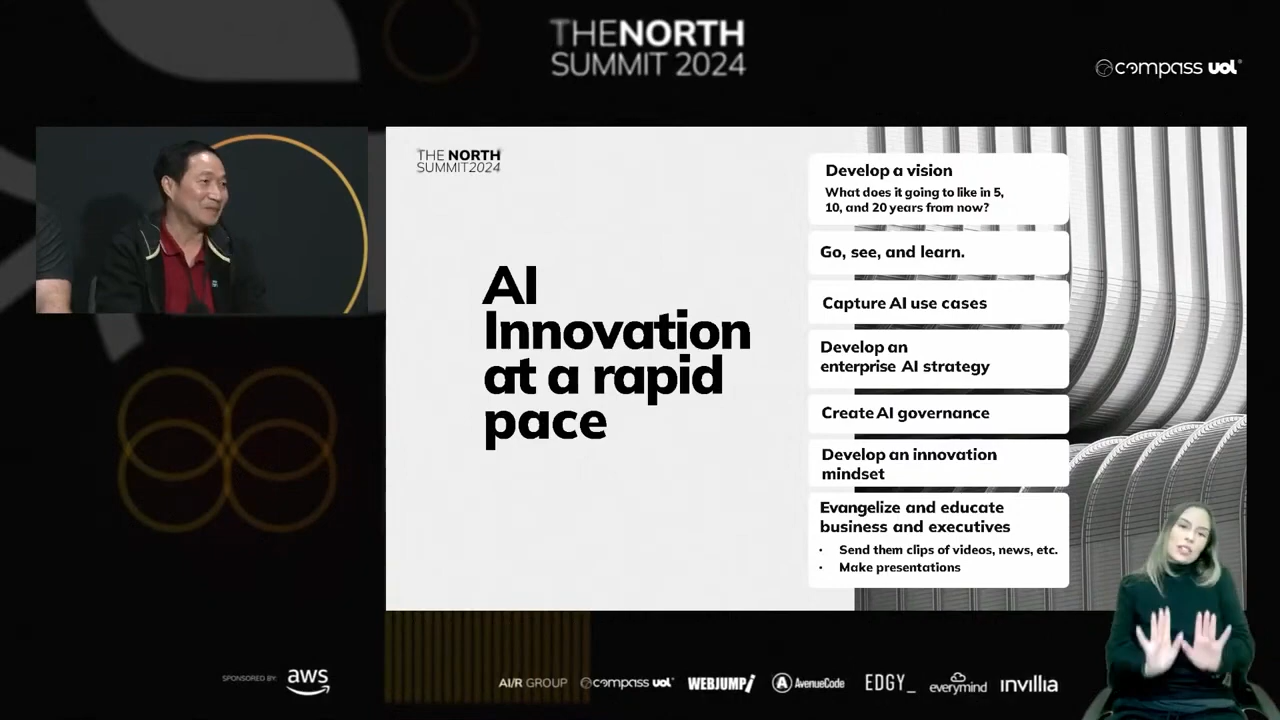 THENORTH
SUMMIT 2024
compass uol
THE NORTH
SUMMIT2024
AI
Innovation
at a rapid
pace
Develop a vision
What does it going to like in 5,
10, and 20 years from now?
Go, see, and learn.
Capture AI use cases
Develop an
enterprise AI strategy
Create AI governance
Develop an innovation
mindset
Evangelize and educate
business and executives
• Send them clips of videos, news, etc.
• Make presentations
SPONSORED BY: aws
AI/R GROUP compass uol WEBJUMP AvenueCode EDGY_ everymind invillia